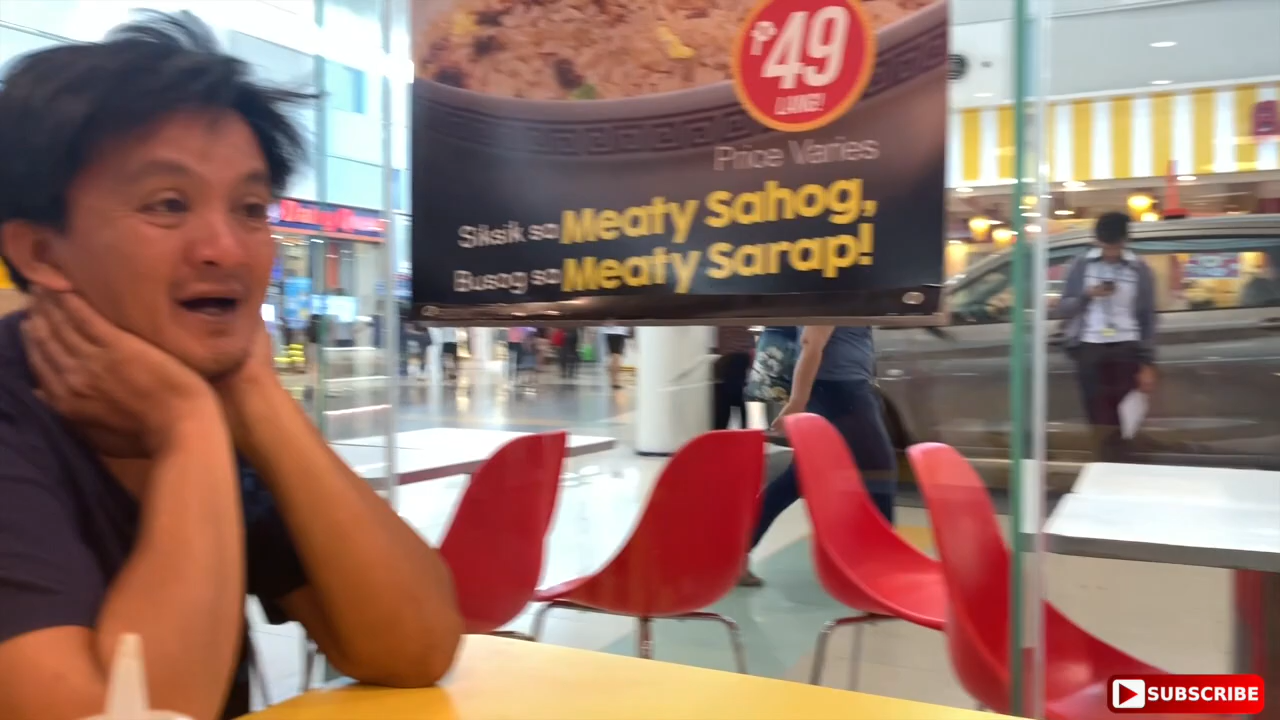 ₱49
LANG!
Price Varies
Siksik sa Meaty Sahog,
Busog sa Meaty Sarap!
SUBSCRIBE